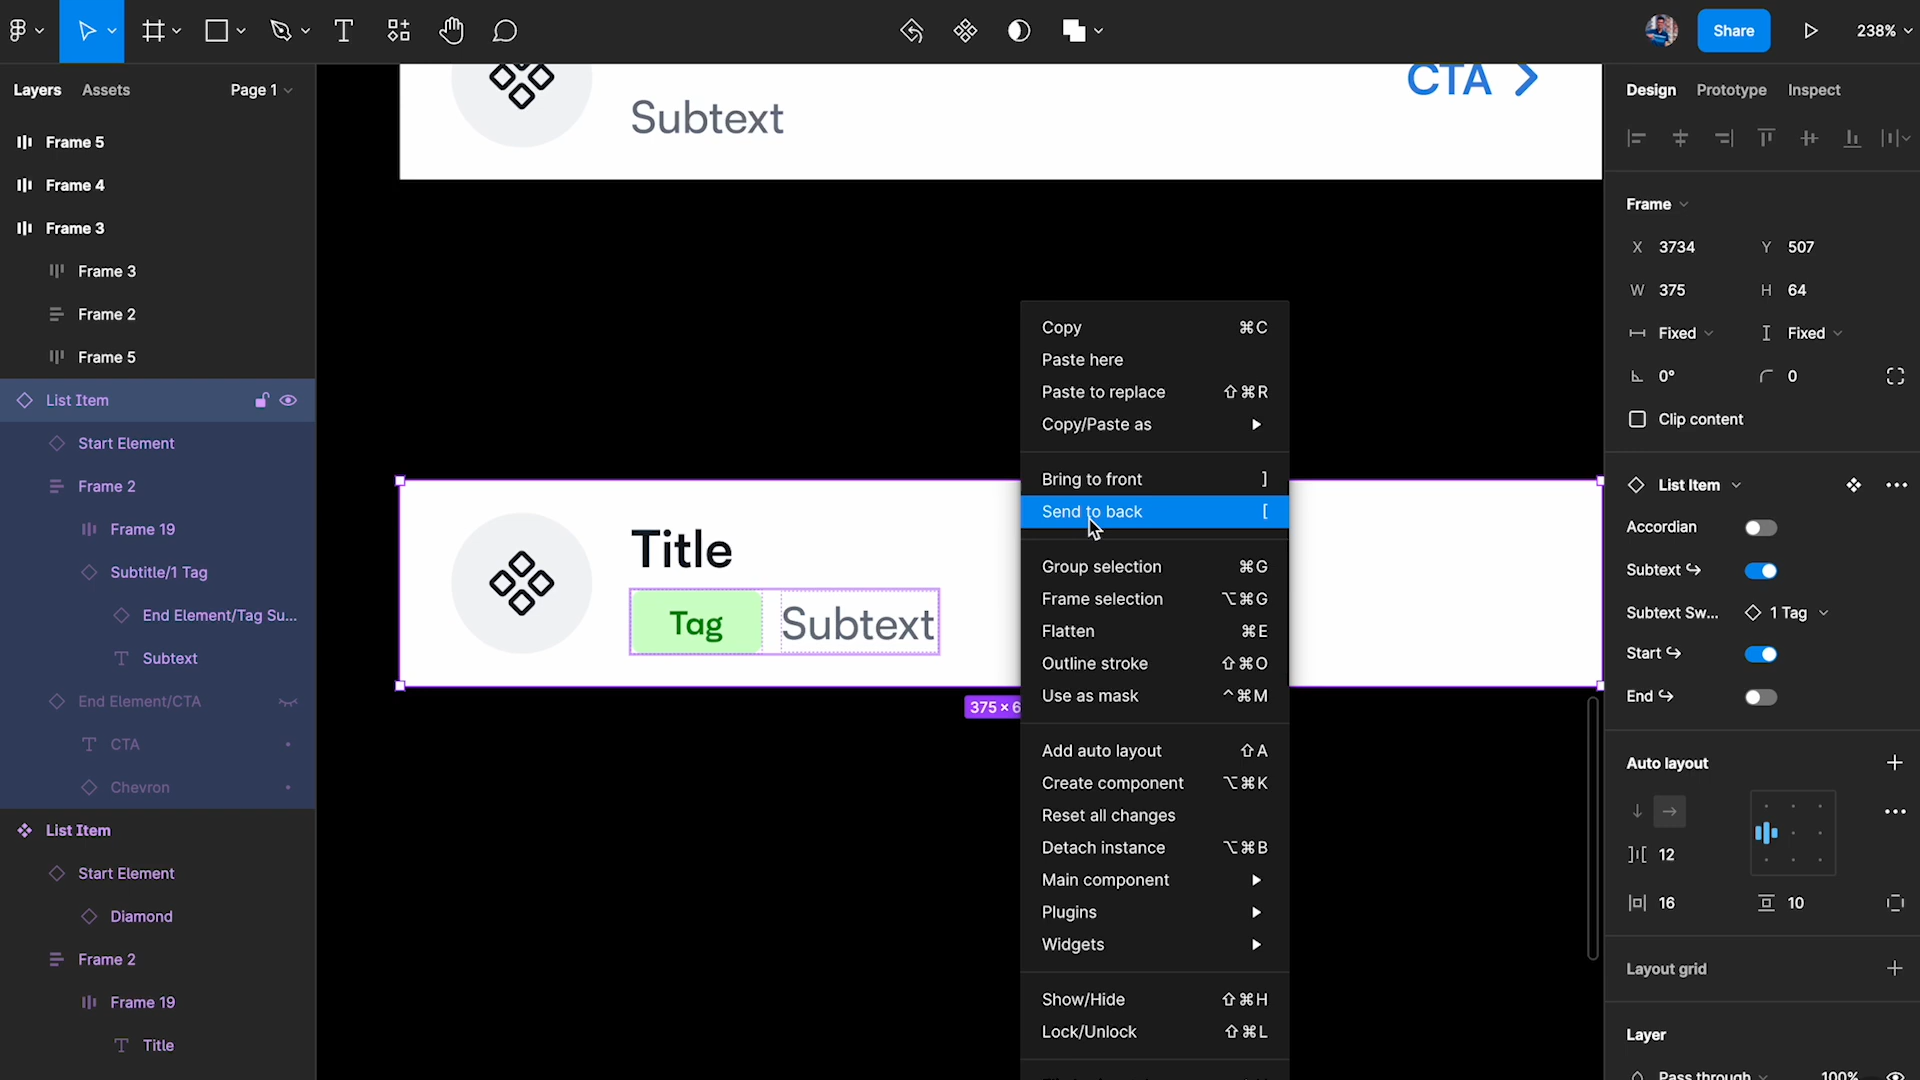 Share
238%
Layers
Assets
Page 1
Frame 5
Frame 4
Frame 3
Frame 3
Frame 2
Frame 5
List Item
Start Element
Frame 2
Frame 19
Subtitle/1 Tag
End Element/Tag Su...
Subtext
End Element/CTA
CTA
Chevron
List Item
Start Element
Diamond
Frame 2
Frame 19
Title
CTA
Subtext
Title
Tag
Subtext
375 × 6
Copy ⌘C
Paste here
Paste to replace ⇧⌘R
Copy/Paste as
Bring to front ]
Send to back [
Group selection ⌘G
Frame selection ⌥⌘G
Flatten ⌘E
Outline stroke ⇧⌘O
Use as mask ^⌘M
Add auto layout ⇧A
Create component ⌥⌘K
Reset all changes
Detach instance ⌥⌘B
Main component
Plugins
Widgets
Show/Hide ⇧⌘H
Lock/Unlock ⇧⌘L
Design
Prototype
Inspect
Frame
X 3734 Y 507
W 375 H 64
Fixed Fixed
0° 0
Clip content
List Item
Accordian
Subtext ↪
Subtext Sw... 1 Tag
Start ↪
End ↪
Auto layout
12
16 10
Layout grid
Layer
Pass through 100%